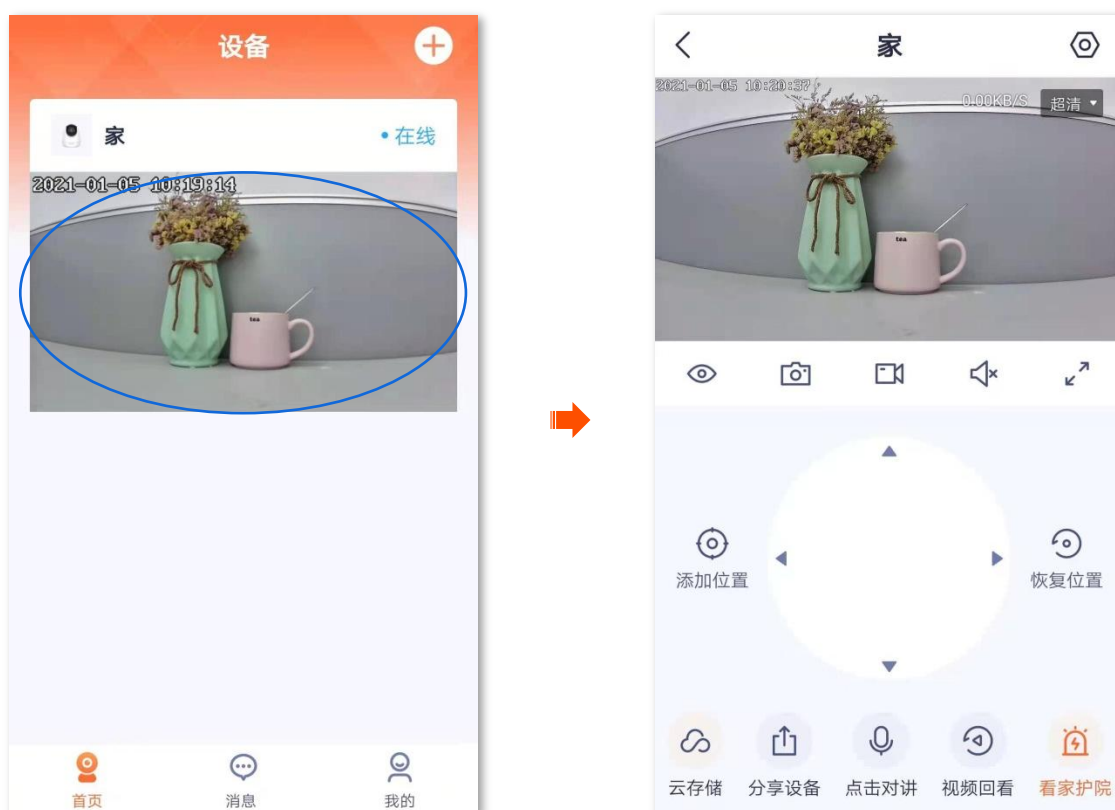 设备
家
在线
2021-01-05 10:19:14
tea
首页
消息
我的
家
2021-01-05 10:20:37
0.00KB/S
超清
tea
添加位置
恢复位置
云存储
分享设备
点击对讲
视频回看
看家护院